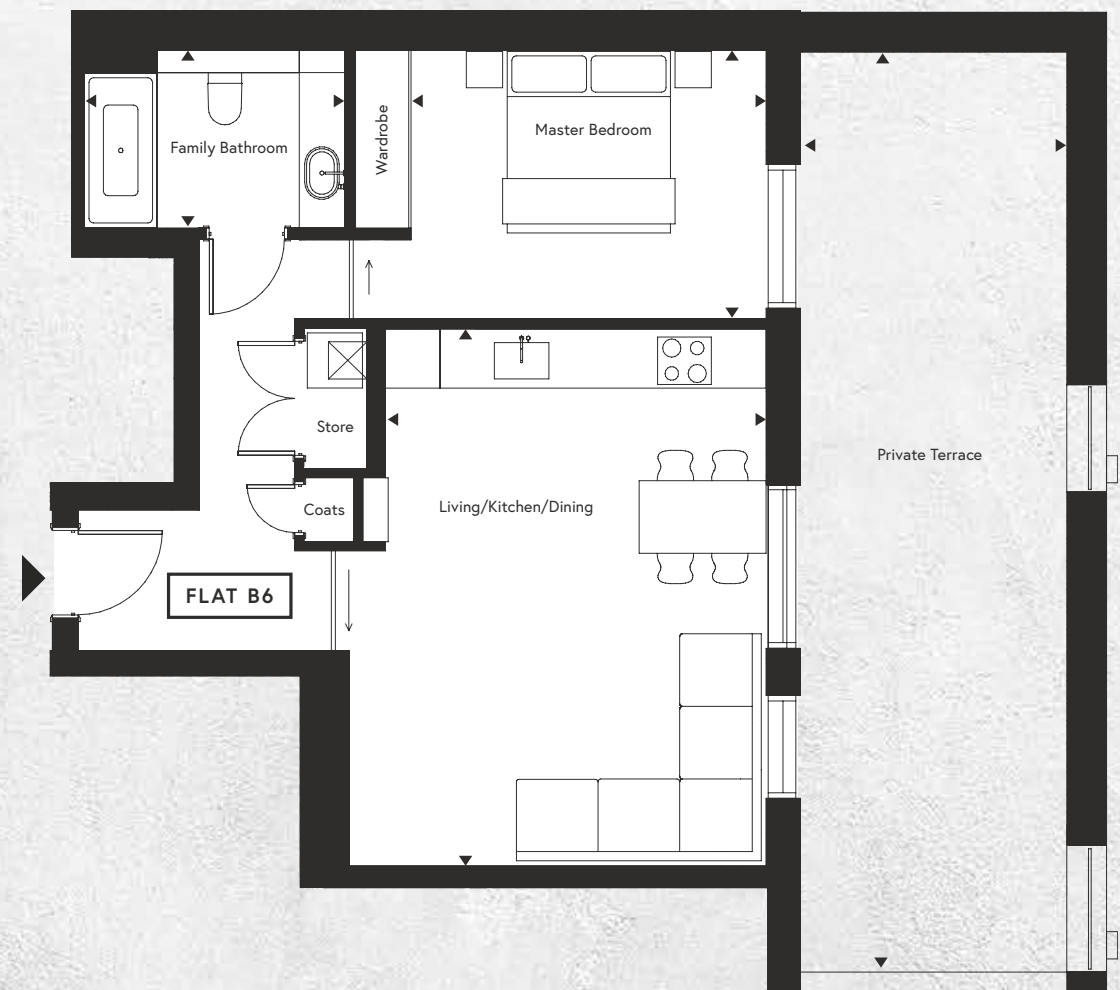 Family Bathroom
Wardrobe
Master Bedroom
Store
Private Terrace
Coats
Living/Kitchen/Dining
FLAT B6